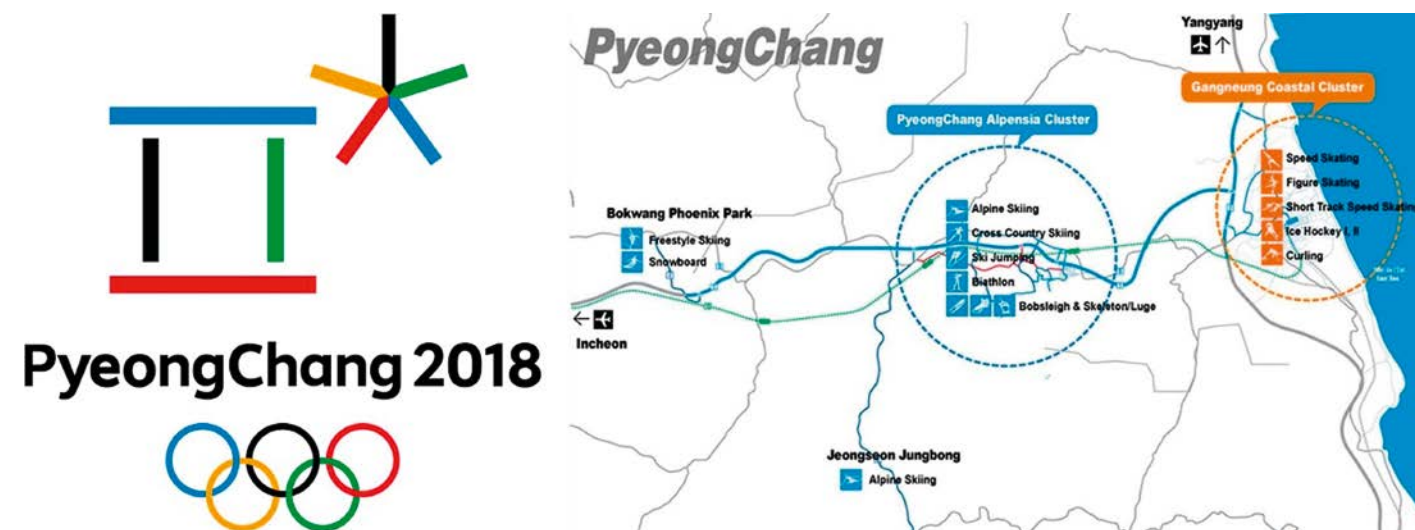 PyeongChang 2018
PyeongChang
Yangyang
Gangneung Coastal Cluster
PyeongChang Alpensia Cluster
Speed Skating
Figure Skating
Short Track Speed Skating
Ice Hockey I, II
Curling
Alpine Skiing
Cross Country Skiing
Ski Jumping
Biathlon
Bobsleigh & Skeleton/Luge
Bokwang Phoenix Park
Freestyle Skiing
Snowboard
Incheon
Jeongseon Jungbong
Alpine Skiing